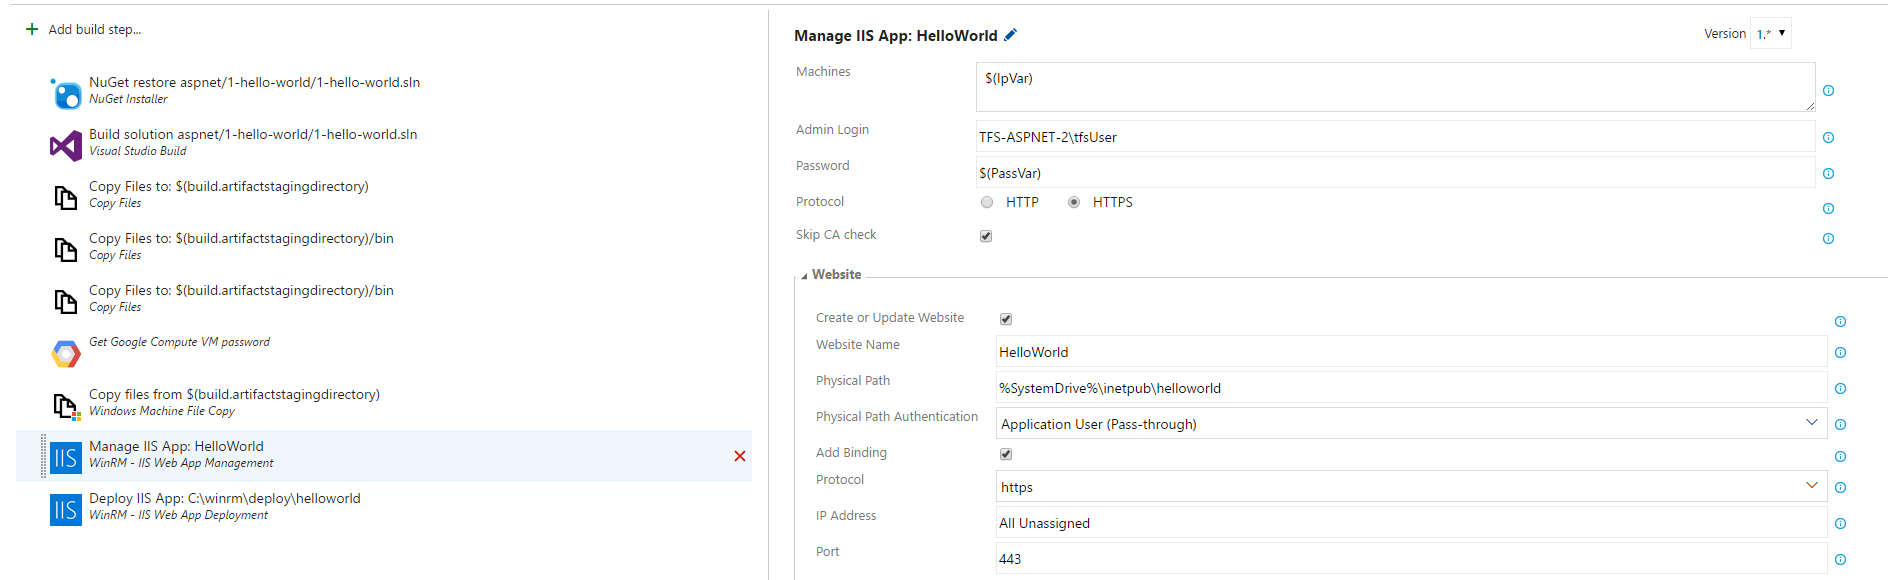 Add build step...
NuGet restore aspnet/1-hello-world/1-hello-world.sln
NuGet Installer
Build solution aspnet/1-hello-world/1-hello-world.sln
Visual Studio Build
Copy Files to: $(build.artifactstagingdirectory)
Copy Files
Copy Files to: $(build.artifactstagingdirectory)/bin
Copy Files
Copy Files to: $(build.artifactstagingdirectory)/bin
Copy Files
Get Google Compute VM password
Copy files from $(build.artifactstagingdirectory)
Windows Machine File Copy
IIS
Manage IIS App: HelloWorld
WinRM - IIS Web App Management
IIS
Deploy IIS App: C:\winrm\deploy\helloworld
WinRM - IIS Web App Deployment
Manage IIS App: HelloWorld
Version 1.*
Machines $(IpVar)
Admin Login TFS-ASPNET-2\tfsUser
Password $(PassVar)
Protocol HTTP HTTPS
Skip CA check
Website
Create or Update Website
Website Name HelloWorld
Physical Path %SystemDrive%\inetpub\helloworld
Physical Path Authentication Application User (Pass-through)
Add Binding
Protocol https
IP Address All Unassigned
Port 443